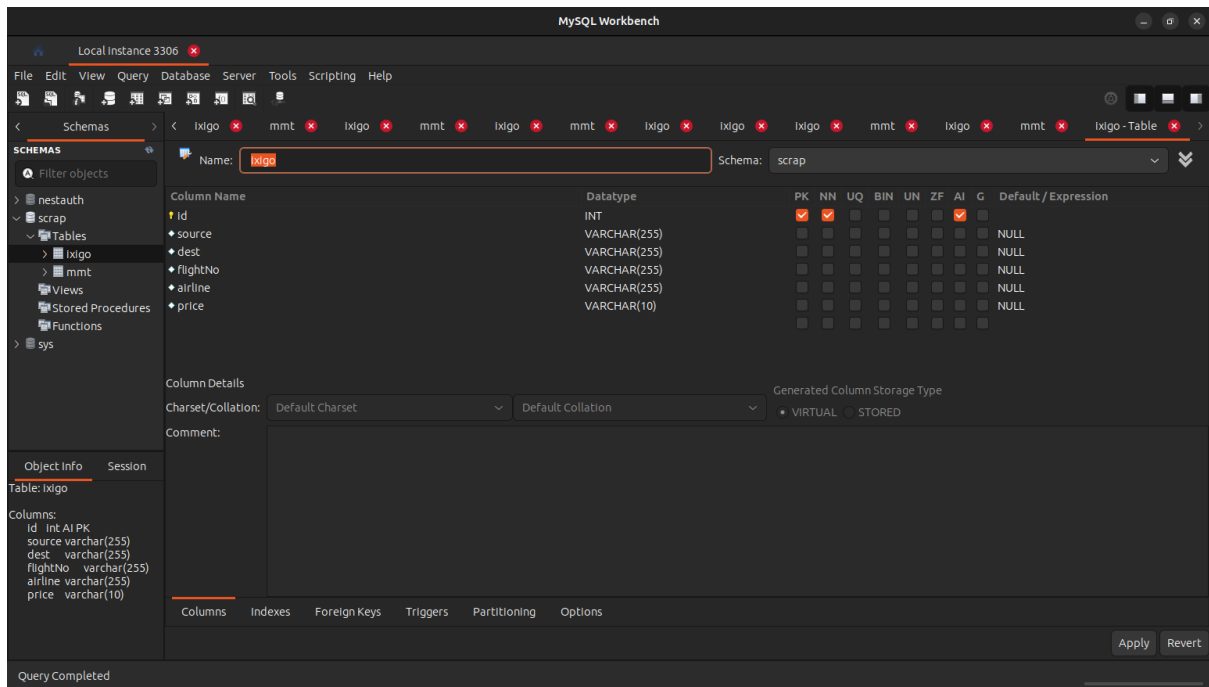 MySQL Workbench
Local Instance 3306
File Edit View Query Database Server Tools Scripting Help
Schemas
ixigo mmt ixigo mmt ixigo mmt ixigo ixigo ixigo mmt ixigo mmt ixigo - Table
SCHEMAS
Name: ixigo Schema: scrap
Filter objects
nestauth
scrap
Tables
ixigo
mmt
Views
Stored Procedures
Functions
sys
Column Name Datatype PK NN UQ BIN UN ZF AI G Default / Expression
id INT
source VARCHAR(255) NULL
dest VARCHAR(255) NULL
flightNo VARCHAR(255) NULL
airline VARCHAR(255) NULL
price VARCHAR(10) NULL
Column Details
Generated Column Storage Type
Charset/Collation: Default Charset Default Collation
VIRTUAL STORED
Comment:
Object Info Session
Table: ixigo
Columns:
id int AI PK
source varchar(255)
dest varchar(255)
flightNo varchar(255)
airline varchar(255)
price varchar(10)
Columns Indexes Foreign Keys Triggers Partitioning Options
Apply Revert
Query Completed